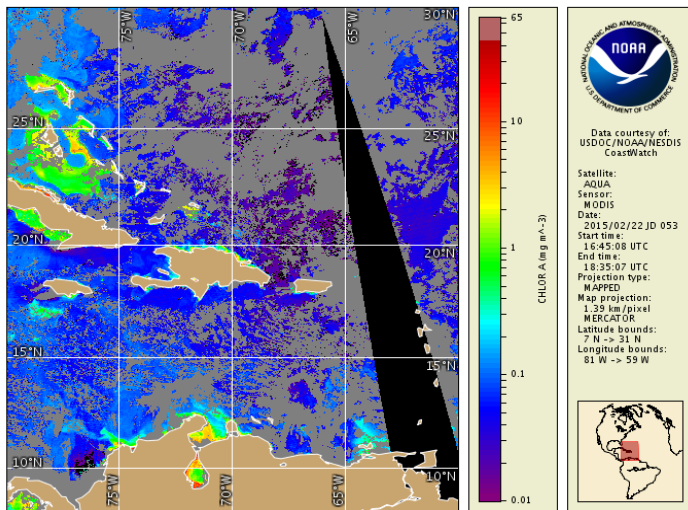 75°W
70°W
65°W
30°N
25°N
25°N
20°N
20°N
15°N
15°N
10°N
10°N
75°W
70°W
65°W
65
10
1
0.1
0.01
CHLOR A (mg m^-3)
NATIONAL OCEANIC AND ATMOSPHERIC ADMINISTRATION
NOAA
U.S. DEPARTMENT OF COMMERCE
Data courtesy of:
USDOC/NOAA/NESDIS
CoastWatch
Satellite:
AQUA
Sensor:
MODIS
Date:
2015/02/22 JD 053
Start time:
16:45:08 UTC
End time:
18:35:07 UTC
Projection type:
MAPPED
Map projection:
1.39 km/pixel
MERCATOR
Latitude bounds:
7 N -> 31 N
Longitude bounds:
81 W -> 59 W